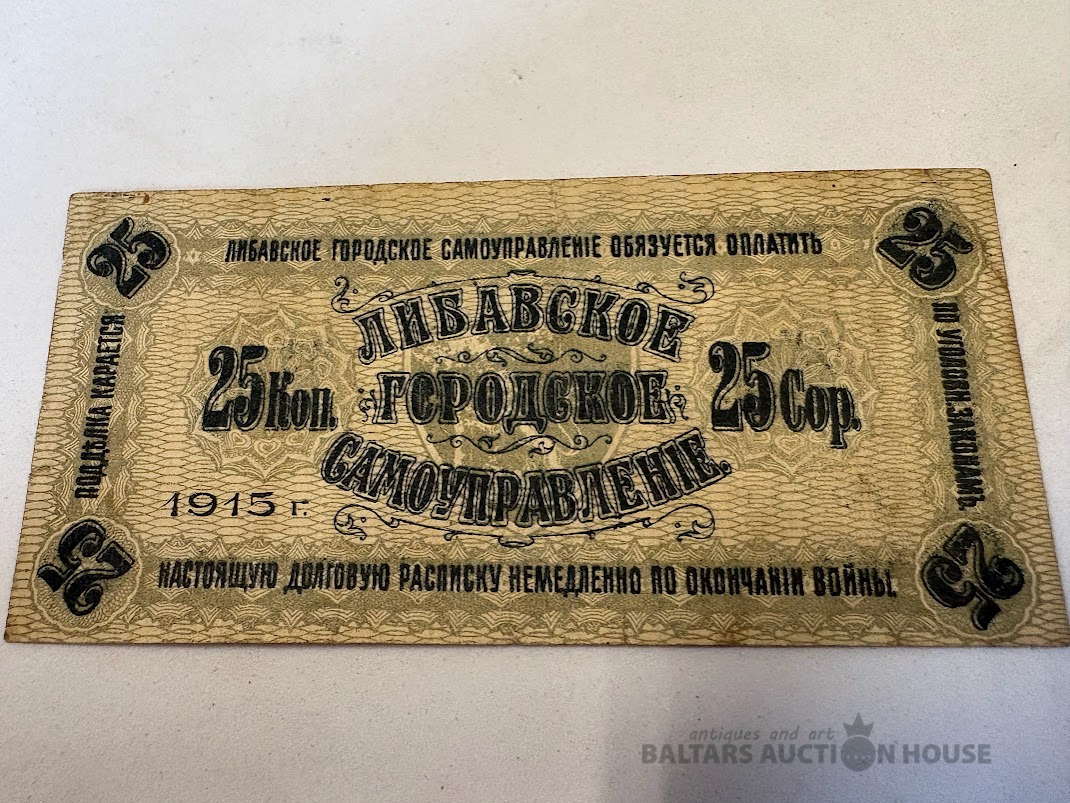 25
ЛИБАВСКОЕ ГОРОДСКОЕ САМОУПРАВЛЕНІЕ ОБЯЗУЕТСЯ ОПЛАТИТЬ
25
ПОДДѢЛКА КАРАЕТСЯ
ЛИБАВСКОЕ
25 Коп.
ГОРОДСКОЕ
25 Cop.
САМОУПРАВЛЕНІЕ.
1915 г.
ПО УГОЛОВН. ЗАКОНАМЪ.
25
НАСТОЯЩУЮ ДОЛГОВУЮ РАСПИСКУ НЕМЕДЛЕННО ПО ОКОНЧАНІИ ВОЙНЫ.
25
antiques and art
BALTARS AUCTION HOUSE